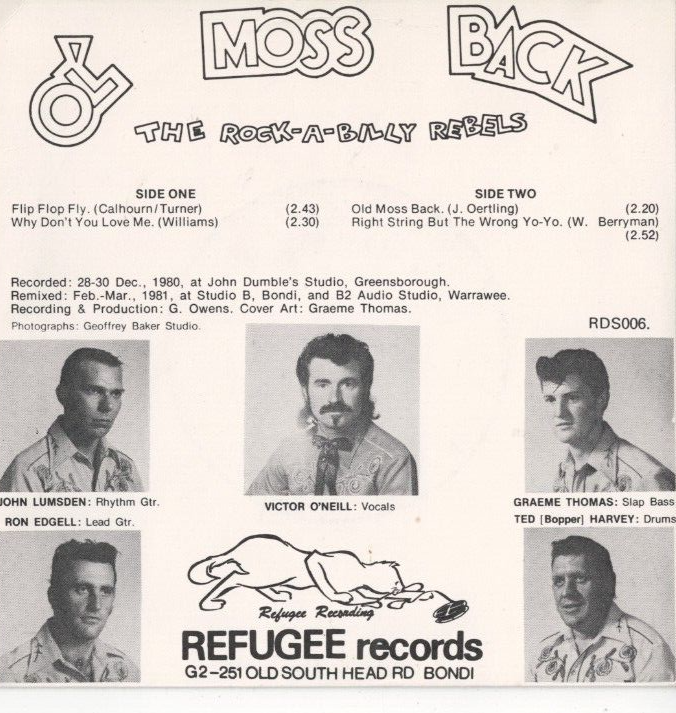 OL MOSS BACK
THE ROCK-A-BILLY REBELS
SIDE ONE
Flip Flop Fly. (Calhoun/Turner) (2.43)
Why Don't You Love Me. (Williams) (2.30)
SIDE TWO
Old Moss Back. (J. Oertling) (2.20)
Right String But The Wrong Yo-Yo. (W. Berryman)
(2.52)
Recorded: 28-30 Dec., 1980, at John Dumble's Studio, Greensborough.
Remixed: Feb.-Mar., 1981, at Studio B, Bondi, and B2 Audio Studio, Warrawee.
Recording & Production: G. Owens. Cover Art: Graeme Thomas.
Photographs: Geoffrey Baker Studio.
RDS006.
JOHN LUMSDEN: Rhythm Gtr.
RON EDGELL: Lead Gtr.
VICTOR O'NEILL: Vocals
GRAEME THOMAS: Slap Bass
TED [Bopper] HARVEY: Drums
Refugee Recording
REFUGEE records
G2-251 OLD SOUTH HEAD RD BONDI